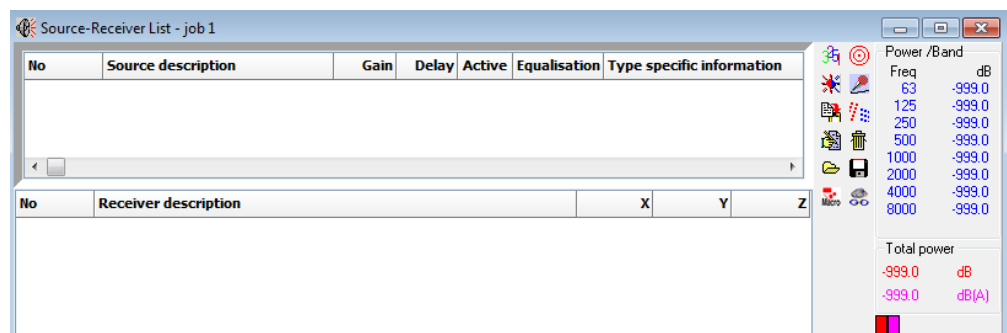 Source-Receiver List - job 1
No Source description Gain Delay Active Equalisation Type specific information
No Receiver description X Y Z
Macro
Power /Band
Freq dB
63 -999.0
125 -999.0
250 -999.0
500 -999.0
1000 -999.0
2000 -999.0
4000 -999.0
8000 -999.0
Total power
-999.0 dB
-999.0 dB(A)